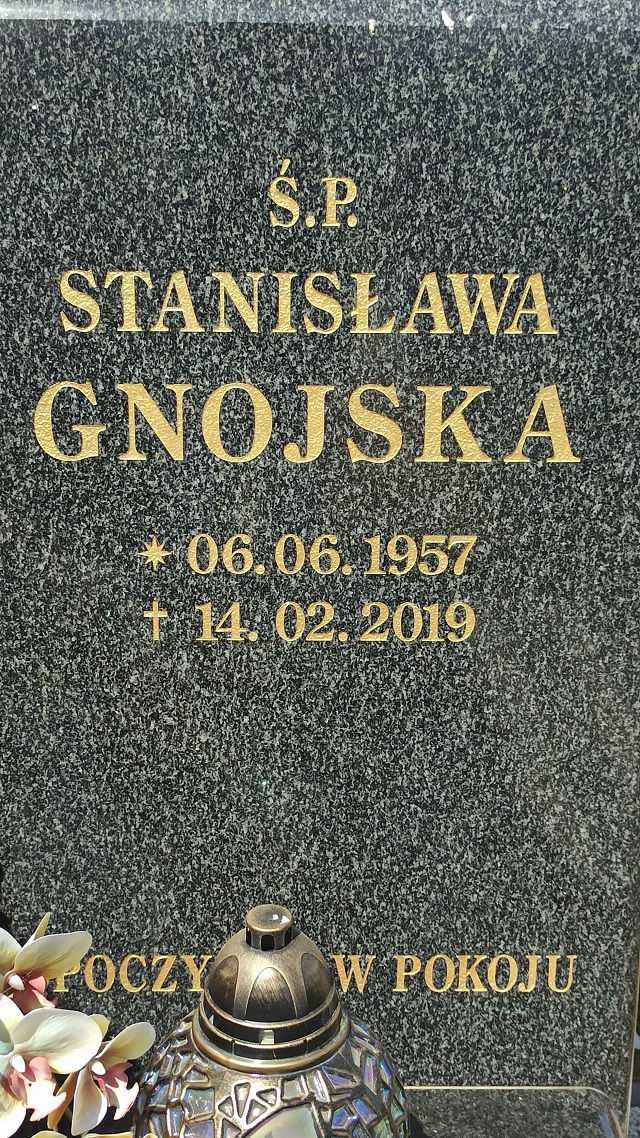 Ś.P.
STANISŁAWA
GNOJSKA
* 06.06.1957
† 14.02.2019
W POKOJU